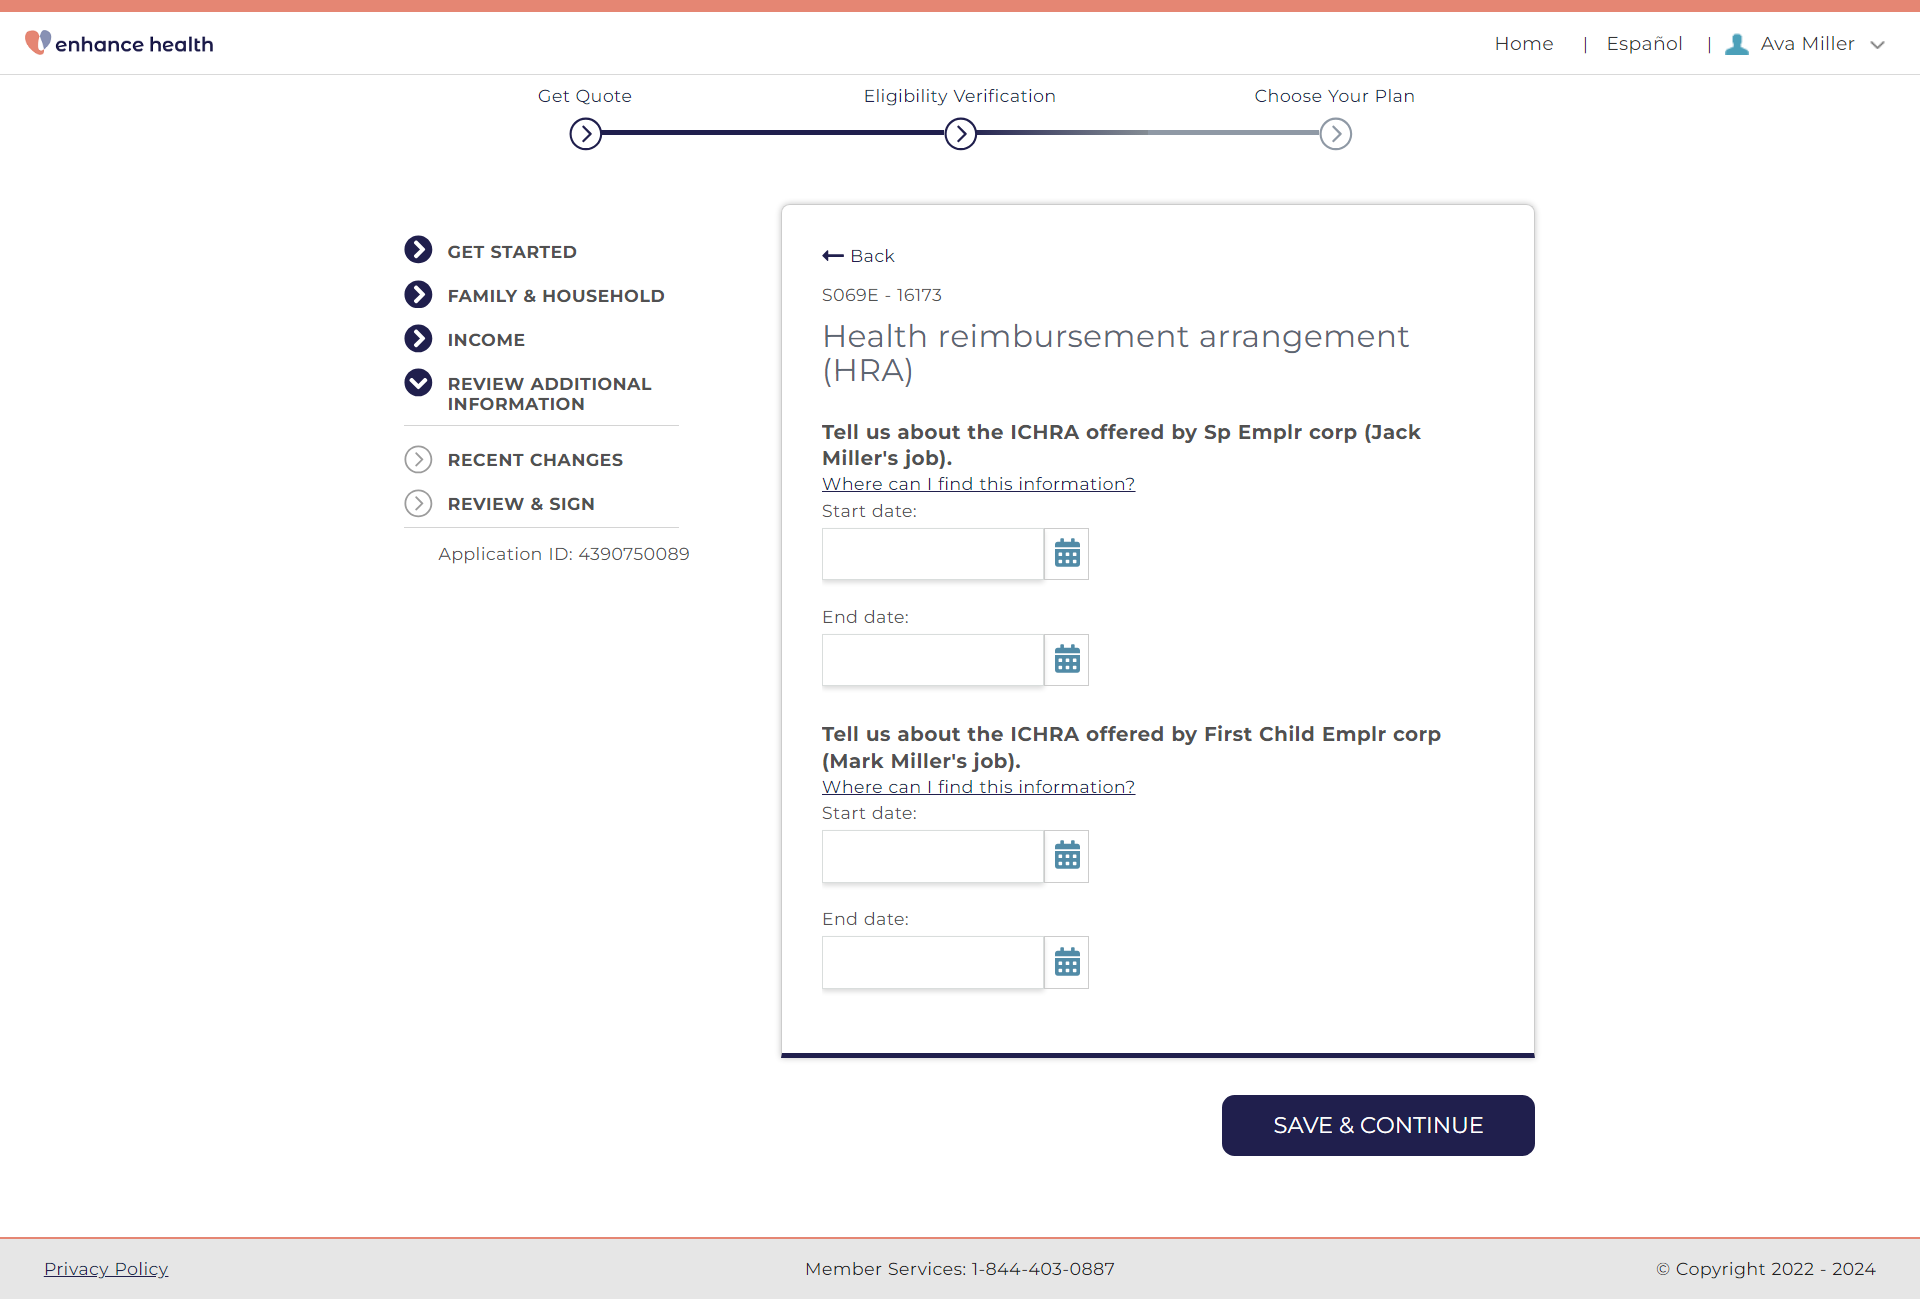 enhance health
Home | Español | Ava Miller
Get Quote
Eligibility Verification
Choose Your Plan
GET STARTED
FAMILY & HOUSEHOLD
INCOME
REVIEW ADDITIONAL
INFORMATION
RECENT CHANGES
REVIEW & SIGN
Application ID: 4390750089
Back
S069E - 16173
Health reimbursement arrangement
(HRA)
Tell us about the ICHRA offered by Sp Emplr corp (Jack
Miller's job).
Where can I find this information?
Start date:
End date:
Tell us about the ICHRA offered by First Child Emplr corp
(Mark Miller's job).
Where can I find this information?
Start date:
End date:
SAVE & CONTINUE
Privacy Policy
Member Services: 1-844-403-0887
© Copyright 2022 - 2024